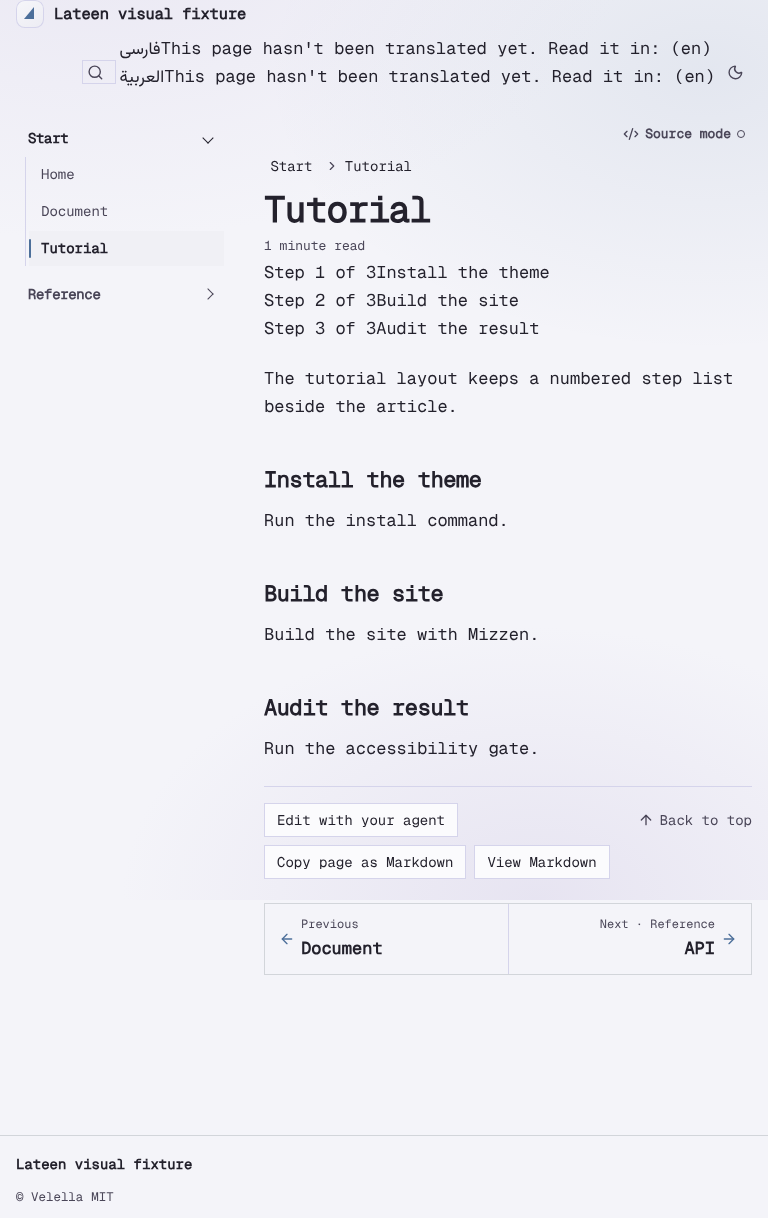 Lateen visual fixture
فارسیThis page hasn't been translated yet. Read it in: (en)
العربيةThis page hasn't been translated yet. Read it in: (en)
Source mode
Start
Home
Document
Tutorial
Reference
Start
Tutorial
Tutorial
1 minute read
Step 1 of 3Install the theme
Step 2 of 3Build the site
Step 3 of 3Audit the result
The tutorial layout keeps a numbered step list
beside the article.
Install the theme
Run the install command.
Build the site
Build the site with Mizzen.
Audit the result
Run the accessibility gate.
Edit with your agent
Back to top
Copy page as Markdown
View Markdown
Previous
Document
Next · Reference
API
Lateen visual fixture
© Velella MIT